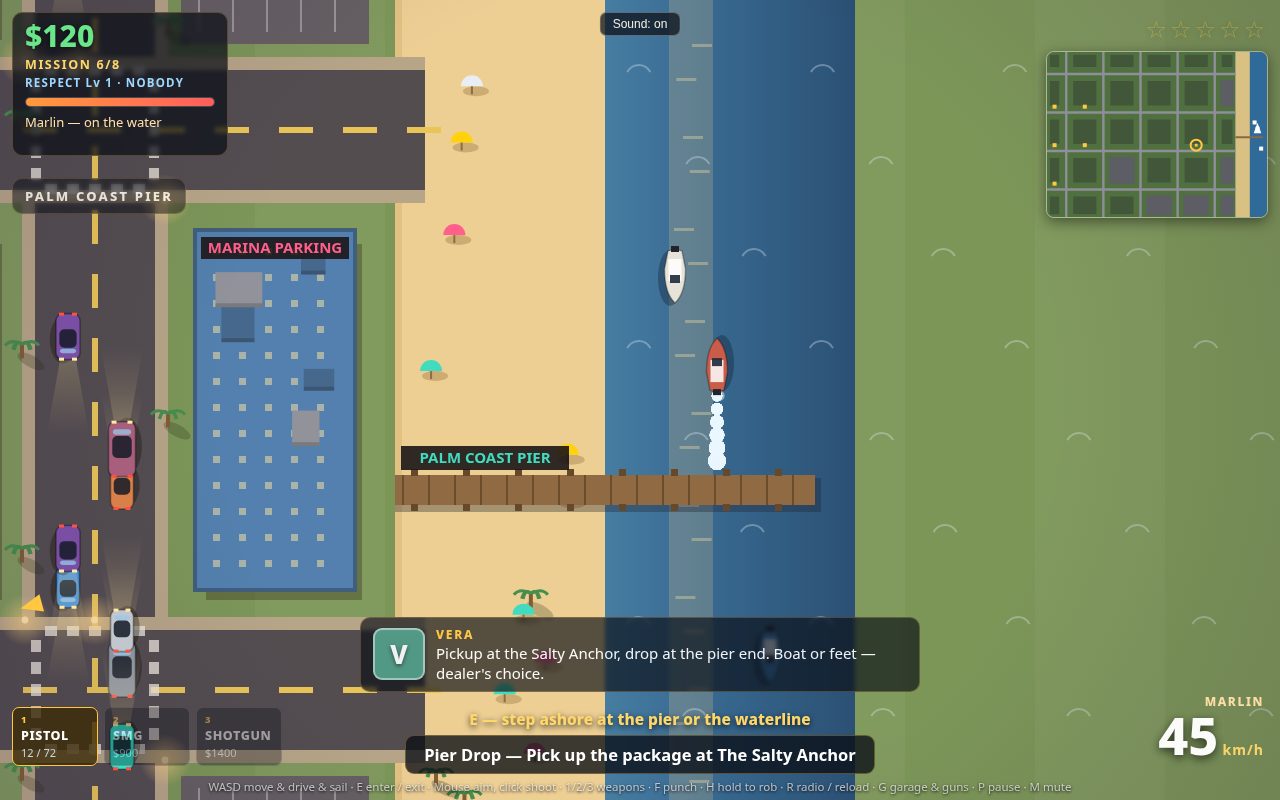 $120
MISSION 6/8
RESPECT Lv 1 · NOBODY
Marlin — on the water
Sound: on
☆☆☆☆☆
PALM COAST PIER
MARINA PARKING
PALM COAST PIER
V
VERA
Pickup at the Salty Anchor, drop at the pier end. Boat or feet —
dealer's choice.
E — step ashore at the pier or the waterline
Pier Drop — Pick up the package at The Salty Anchor
1
PISTOL
12 / 72
2
SMG
$900
3
SHOTGUN
$1400
MARLIN
45 km/h
WASD move & drive & sail · E enter / exit · Mouse aim, click shoot · 1/2/3 weapons · F punch · H hold to rob · R radio / reload · G garage & guns · P pause · M mute